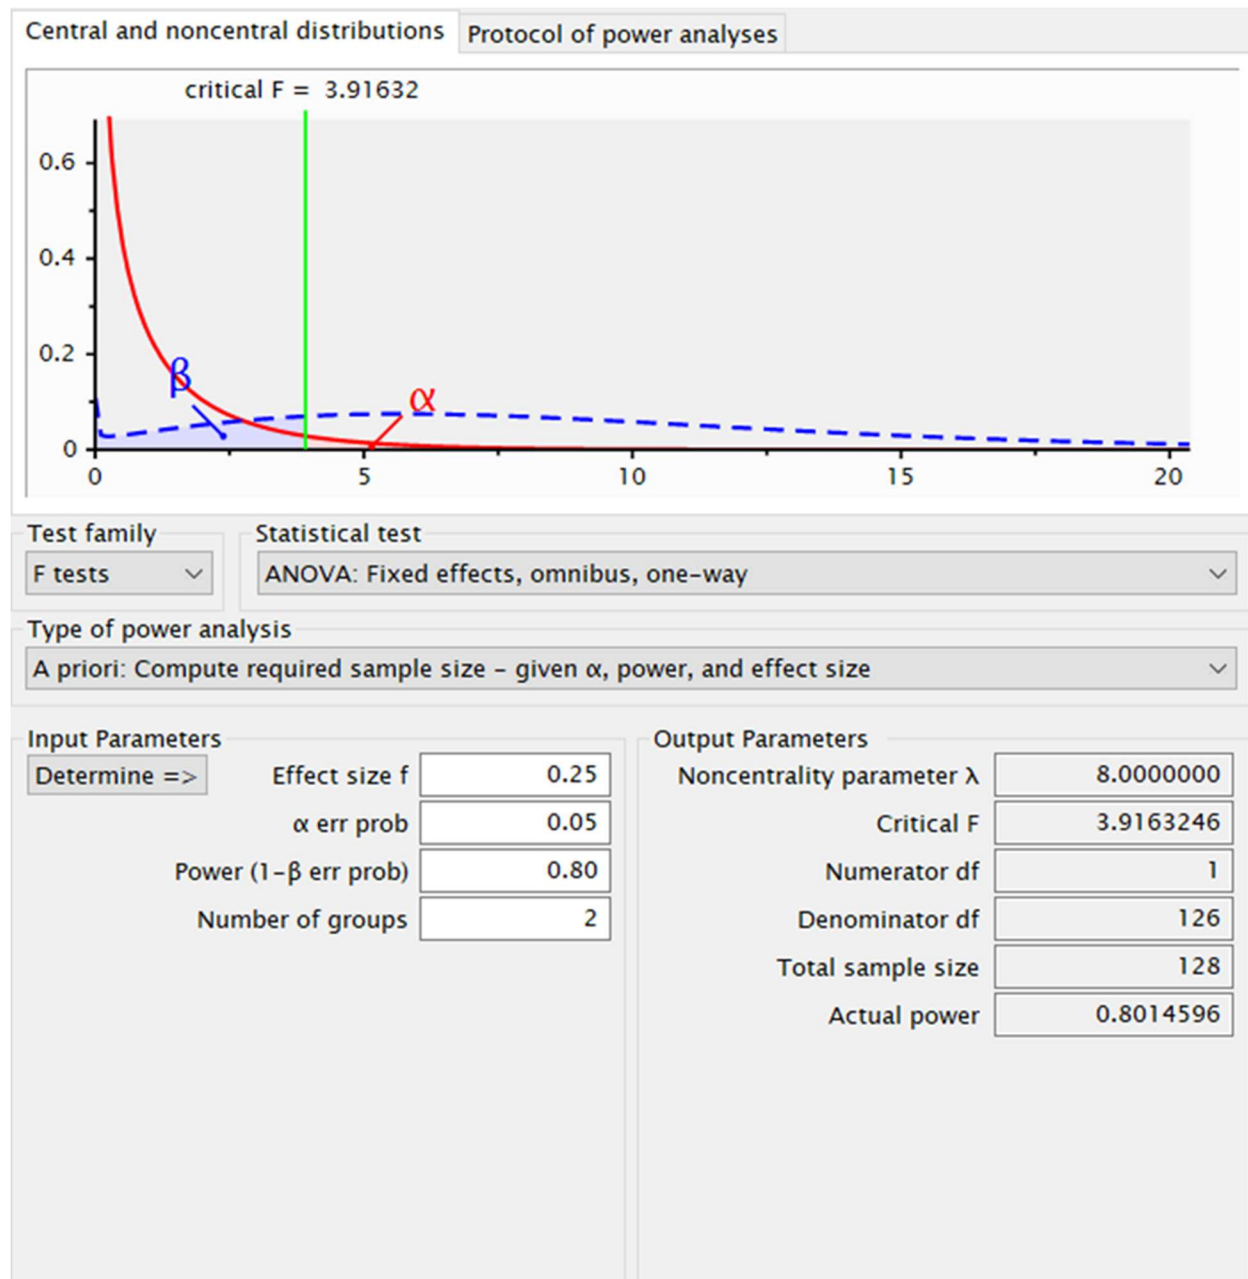 Central and noncentral distributions Protocol of power analyses
critical F = 3.91632
0.6
0.4
0.2
β
α
0
0 5 10 15 20
Test family Statistical test
F tests ANOVA: Fixed effects, omnibus, one-way
Type of power analysis
A priori: Compute required sample size – given α, power, and effect size
Input Parameters Output Parameters
Determine => Effect size f 0.25 Noncentrality parameter λ 8.0000000
α err prob 0.05 Critical F 3.9163246
Power (1-β err prob) 0.80 Numerator df 1
Number of groups 2 Denominator df 126
Total sample size 128
Actual power 0.8014596